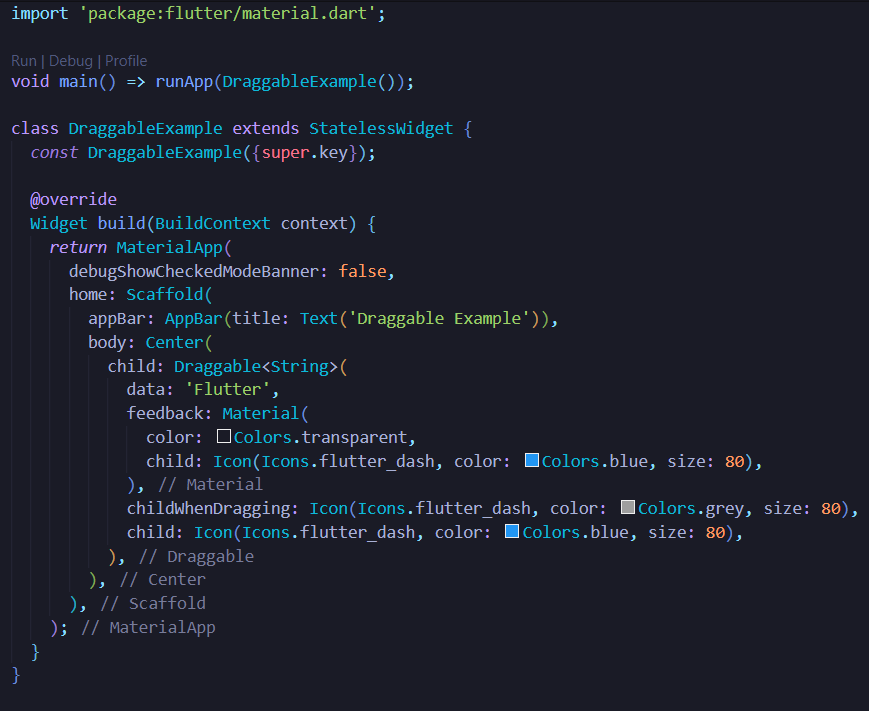 import 'package:flutter/material.dart';
Run | Debug | Profile
void main() => runApp(DraggableExample());
class DraggableExample extends StatelessWidget {
  const DraggableExample({super.key});
  @override
  Widget build(BuildContext context) {
    return MaterialApp(
      debugShowCheckedModeBanner: false,
      home: Scaffold(
        appBar: AppBar(title: Text('Draggable Example')),
        body: Center(
          child: Draggable<String>(
            data: 'Flutter',
            feedback: Material(
              color: Colors.transparent,
              child: Icon(Icons.flutter_dash, color: Colors.blue, size: 80),
            ), // Material
            childWhenDragging: Icon(Icons.flutter_dash, color: Colors.grey, size: 80),
            child: Icon(Icons.flutter_dash, color: Colors.blue, size: 80),
          ), // Draggable
        ), // Center
      ), // Scaffold
    ); // MaterialApp
  }
}